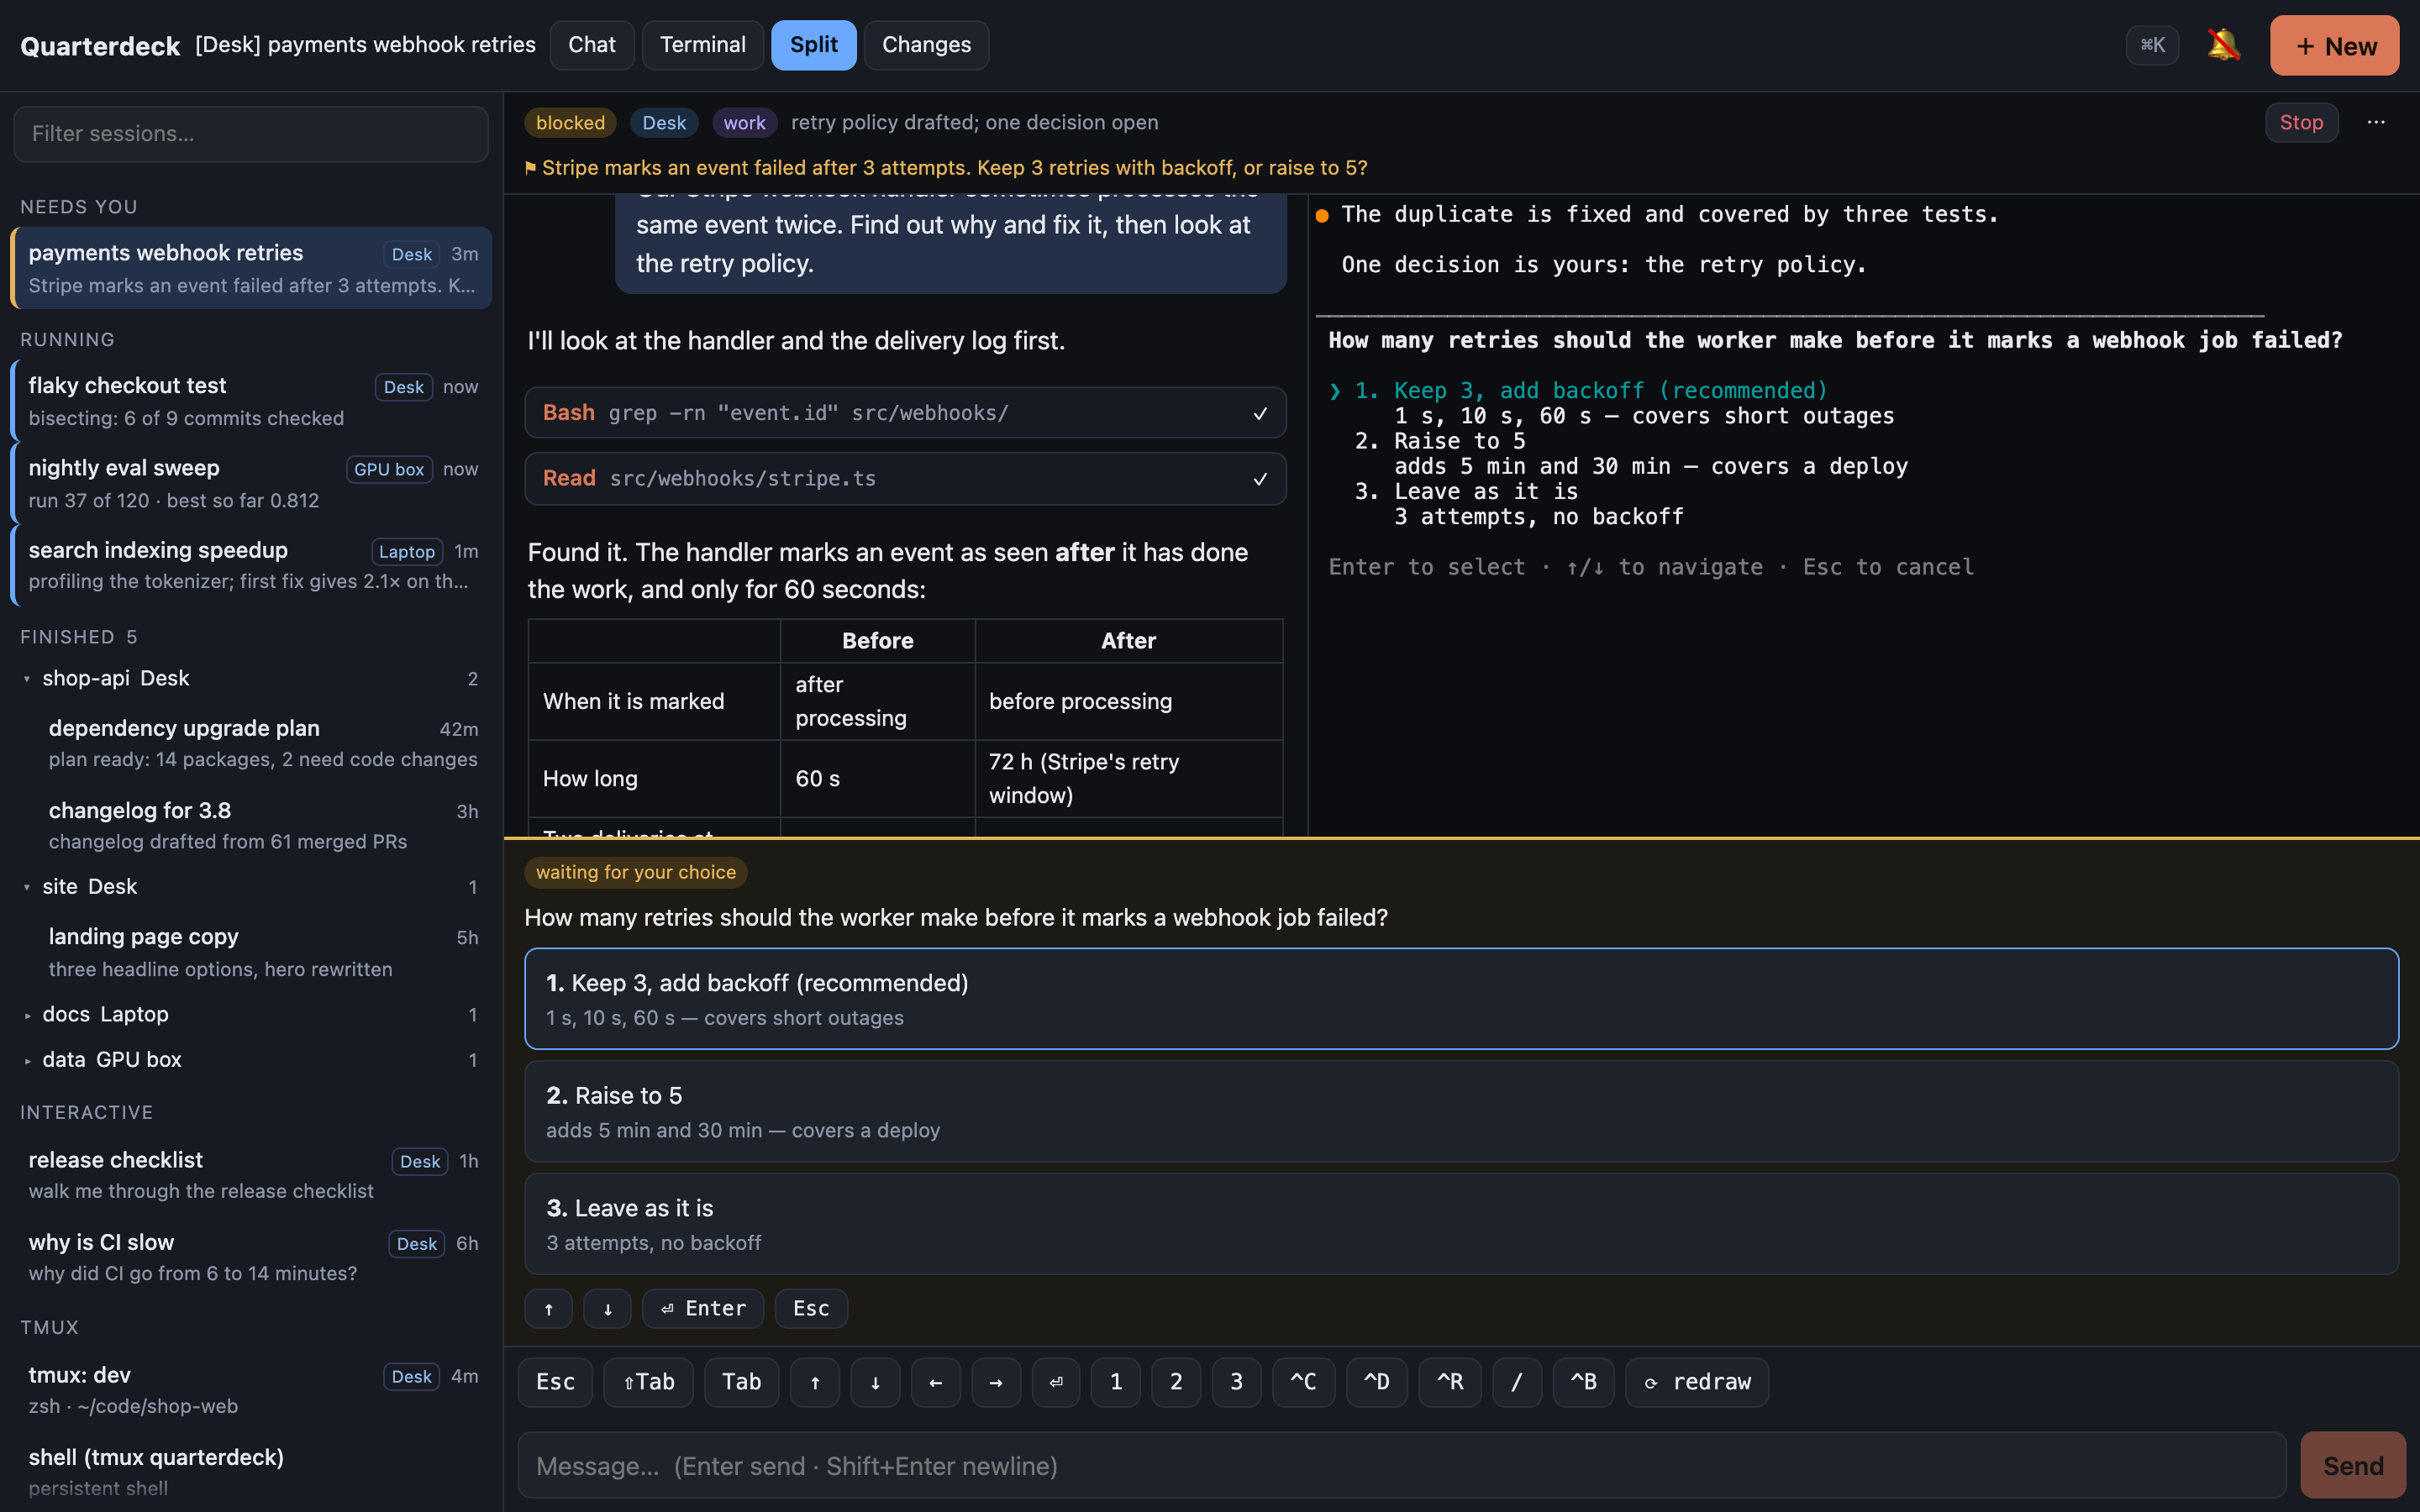 Quarterdeck [Desk] payments webhook retries Chat Terminal Split Changes ⌘K + New
Filter sessions...
NEEDS YOU
payments webhook retries Desk 3m
Stripe marks an event failed after 3 attempts. K...
RUNNING
flaky checkout test Desk now
bisecting: 6 of 9 commits checked
nightly eval sweep GPU box now
run 37 of 120 · best so far 0.812
search indexing speedup Laptop 1m
profiling the tokenizer; first fix gives 2.1× on th...
FINISHED 5
▾ shop-api Desk 2
dependency upgrade plan 42m
plan ready: 14 packages, 2 need code changes
changelog for 3.8 3h
changelog drafted from 61 merged PRs
▾ site Desk 1
landing page copy 5h
three headline options, hero rewritten
▸ docs Laptop 1
▸ data GPU box 1
INTERACTIVE
release checklist Desk 1h
walk me through the release checklist
why is CI slow Desk 6h
why did CI go from 6 to 14 minutes?
TMUX
tmux: dev Desk 4m
zsh · ~/code/shop-web
shell (tmux quarterdeck)
persistent shell
blocked Desk work retry policy drafted; one decision open Stop ...
⚑ Stripe marks an event failed after 3 attempts. Keep 3 retries with backoff, or raise to 5?
same event twice. Find out why and fix it, then look at
the retry policy.
I'll look at the handler and the delivery log first.
Bash grep -rn "event.id" src/webhooks/ ✓
Read src/webhooks/stripe.ts ✓
Found it. The handler marks an event as seen after it has done
the work, and only for 60 seconds:
Before After
When it is marked after processing before processing
How long 60 s 72 h (Stripe's retry window)
● The duplicate is fixed and covered by three tests.
One decision is yours: the retry policy.
How many retries should the worker make before it marks a webhook job failed?
❯ 1. Keep 3, add backoff (recommended)
1 s, 10 s, 60 s — covers short outages
2. Raise to 5
adds 5 min and 30 min — covers a deploy
3. Leave as it is
3 attempts, no backoff
Enter to select · ↑/↓ to navigate · Esc to cancel
waiting for your choice
How many retries should the worker make before it marks a webhook job failed?
1. Keep 3, add backoff (recommended)
1 s, 10 s, 60 s — covers short outages
2. Raise to 5
adds 5 min and 30 min — covers a deploy
3. Leave as it is
3 attempts, no backoff
↑ ↓ ⏎ Enter Esc
Esc ⇧Tab Tab ↑ ↓ ← → ⏎ 1 2 3 ^C ^D ^R / ^B ⟳ redraw
Message... (Enter send · Shift+Enter newline) Send